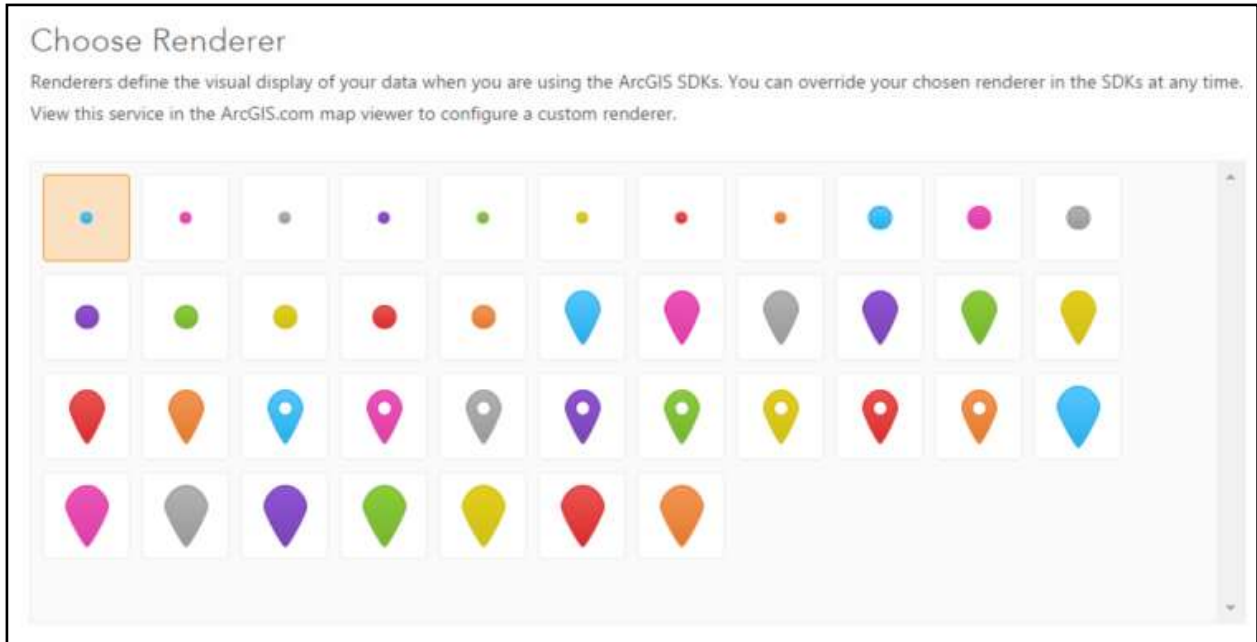 Choose Renderer
Renderers define the visual display of your data when you are using the ArcGIS SDKs. You can override your chosen renderer in the SDKs at any time.
View this service in the ArcGIS.com map viewer to configure a custom renderer.